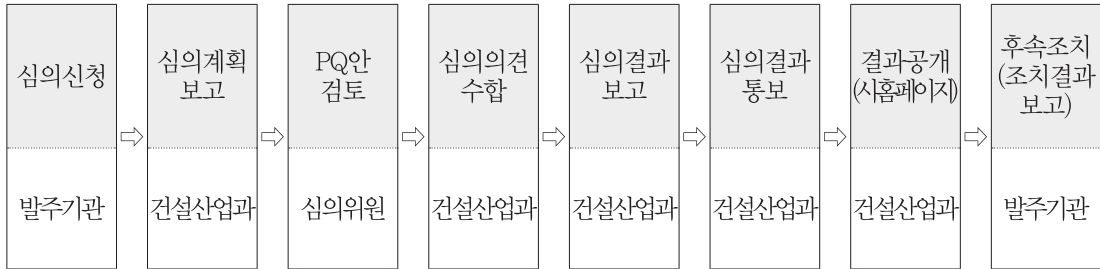 심의신청
발주기관
심의계획
보고
건설산업과
PQ안
검토
심의위원
심의의견
수합
건설산업과
심의결과
보고
건설산업과
심의결과
통보
건설산업과
결과공개
(시홈페이지)
건설산업과
후속조치
(조치결과
보고)
발주기관